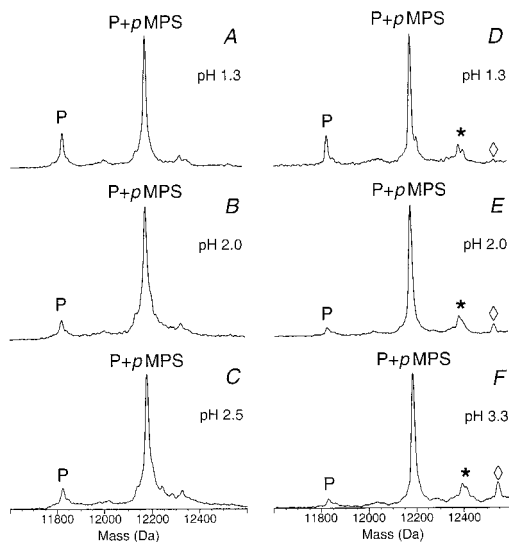 P+pMPS
A
pH 1.3
P
P+pMPS
D
pH 1.3
P
*
◊
P+pMPS
B
pH 2.0
P
P+pMPS
E
pH 2.0
P
*
◊
P+pMPS
C
pH 2.5
P
11800 12000 12200 12400
Mass (Da)
P+pMPS
F
pH 3.3
P
*
◊
11800 12000 12200 12400
Mass (Da)